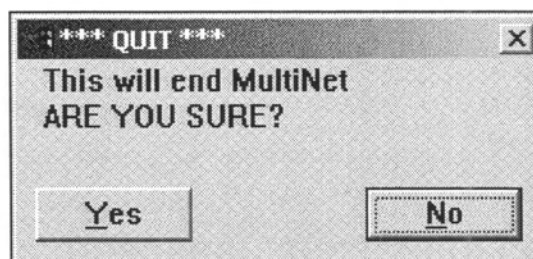 *** QUIT ***
This will end MultiNet
ARE YOU SURE?
Yes
No